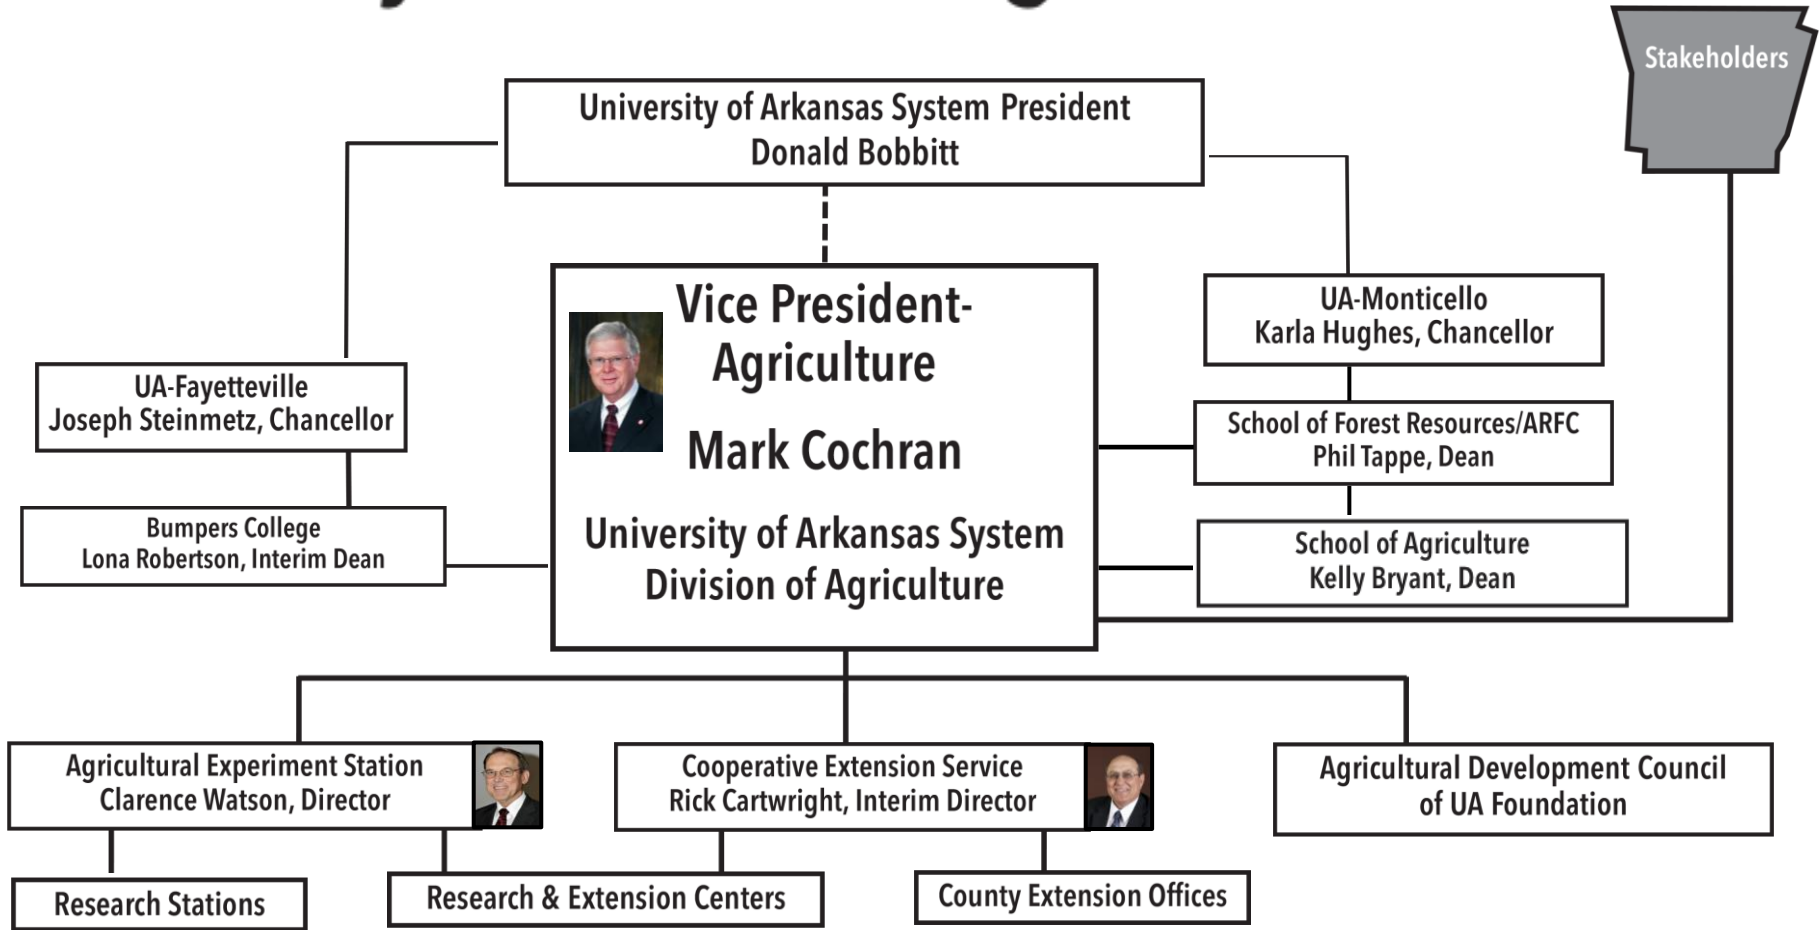 Stakeholders
University of Arkansas System President
Donald Bobbitt
Vice President-
Agriculture
Mark Cochran
University of Arkansas System
Division of Agriculture
UA-Monticello
Karla Hughes, Chancellor
UA-Fayetteville
Joseph Steinmetz, Chancellor
School of Forest Resources/ARFC
Phil Tappe, Dean
Bumpers College
Lona Robertson, Interim Dean
School of Agriculture
Kelly Bryant, Dean
Agricultural Experiment Station
Clarence Watson, Director
Cooperative Extension Service
Rick Cartwright, Interim Director
Agricultural Development Council
of UA Foundation
Research Stations
Research & Extension Centers
County Extension Offices